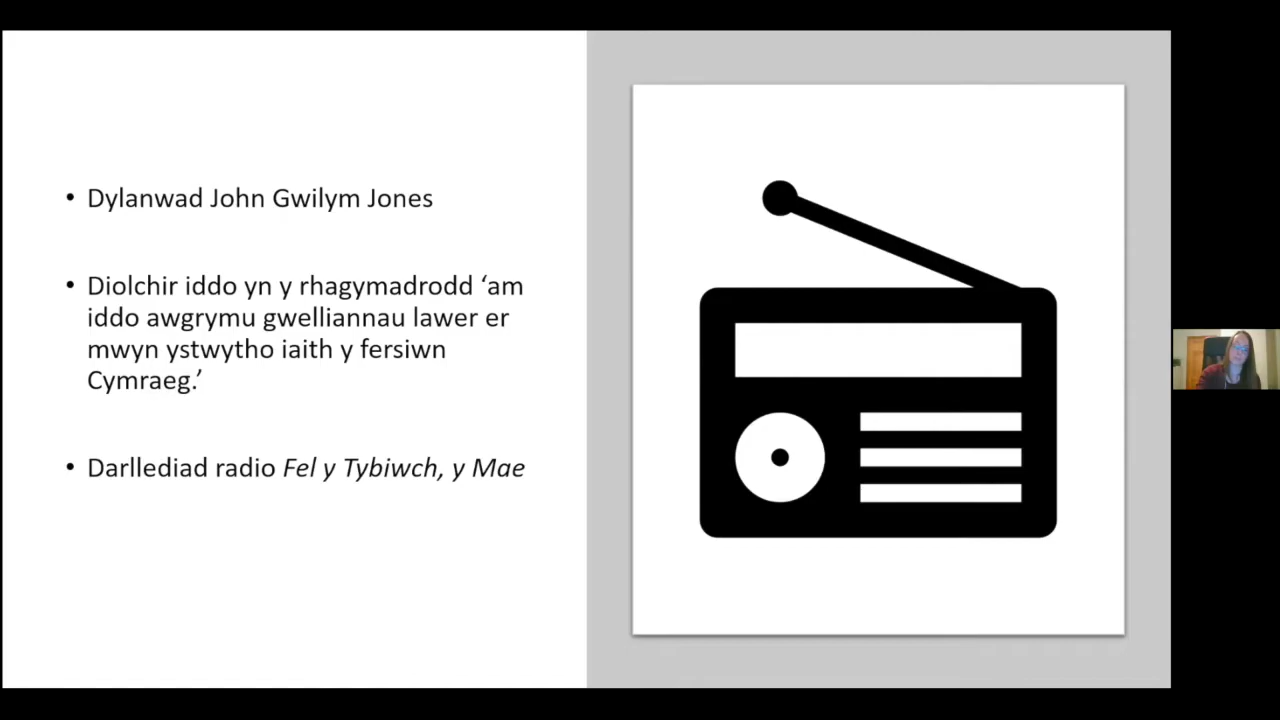 • Dylanwad John Gwilym Jones
• Diolchir iddo yn y rhagymadrodd ‘am
iddo awgrymu gwelliannau lawer er
mwyn ystwytho iaith y fersiwn
Cymraeg.’
• Darllediad radio Fel y Tybiwch, y Mae